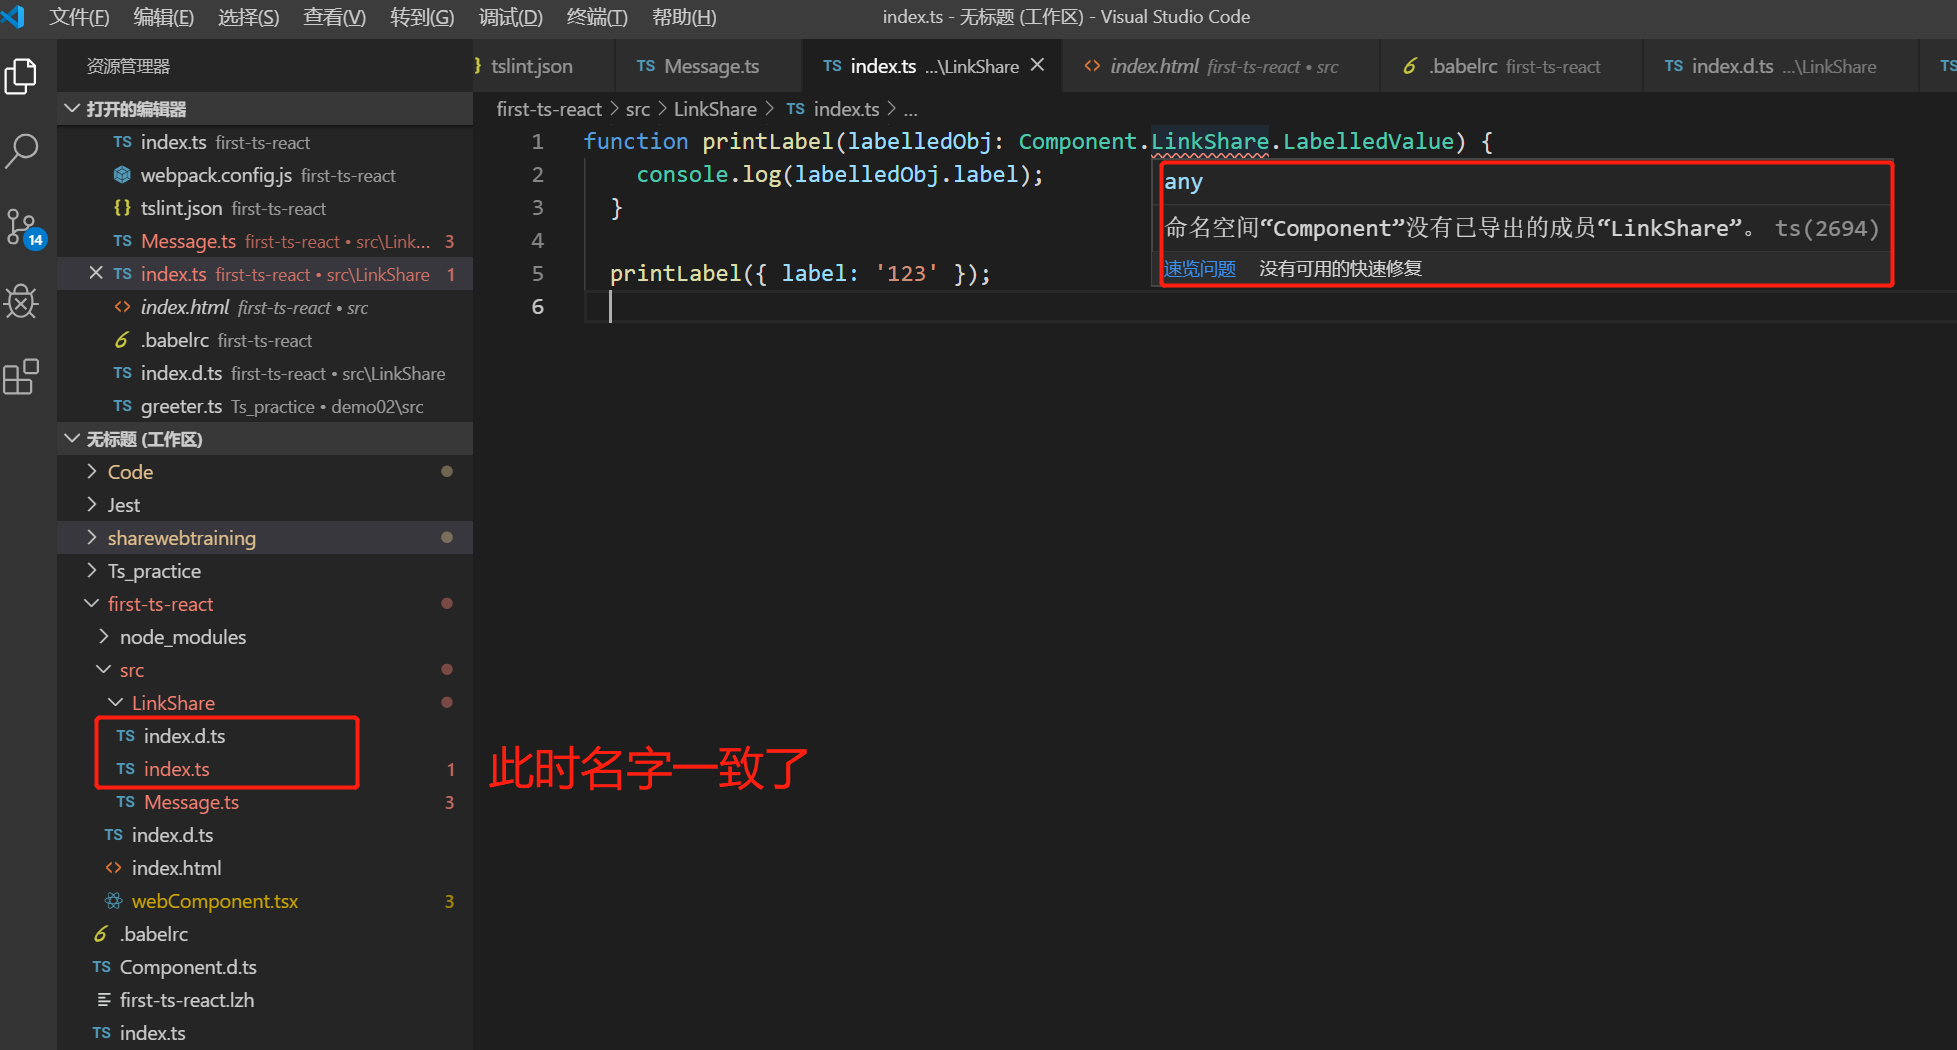 文件(F) 编辑(E) 选择(S) 查看(V) 转到(G) 调试(D) 终端(T) 帮助(H) index.ts - 无标题 (工作区) - Visual Studio Code
资源管理器
tslint.json TS Message.ts TS index.ts ...\LinkShare index.html first-ts-react • src .babelrc first-ts-react TS index.d.ts ...\LinkShare TS
打开的编辑器
TS index.ts first-ts-react
webpack.config.js first-ts-react
{} tslint.json first-ts-react
TS Message.ts first-ts-react • src\Link... 3
TS index.ts first-ts-react • src\LinkShare 1
<> index.html first-ts-react • src
.babelrc first-ts-react
TS index.d.ts first-ts-react • src\LinkShare
TS greeter.ts Ts_practice • demo02\src
14
无标题 (工作区)
Code
Jest
sharewebtraining
Ts_practice
first-ts-react
node_modules
src
LinkShare
TS index.d.ts
TS index.ts 1
TS Message.ts 3
TS index.d.ts
<> index.html
webComponent.tsx 3
.babelrc
TS Component.d.ts
first-ts-react.lzh
TS index.ts
first-ts-react > src > LinkShare > TS index.ts > ...
1 function printLabel(labelledObj: Component.LinkShare.LabelledValue) {
2 console.log(labelledObj.label);
3 }
4
5 printLabel({ label: '123' });
6
any
命名空间“Component”没有已导出的成员“LinkShare”。 ts(2694)
速览问题 没有可用的快速修复
此时名字一致了